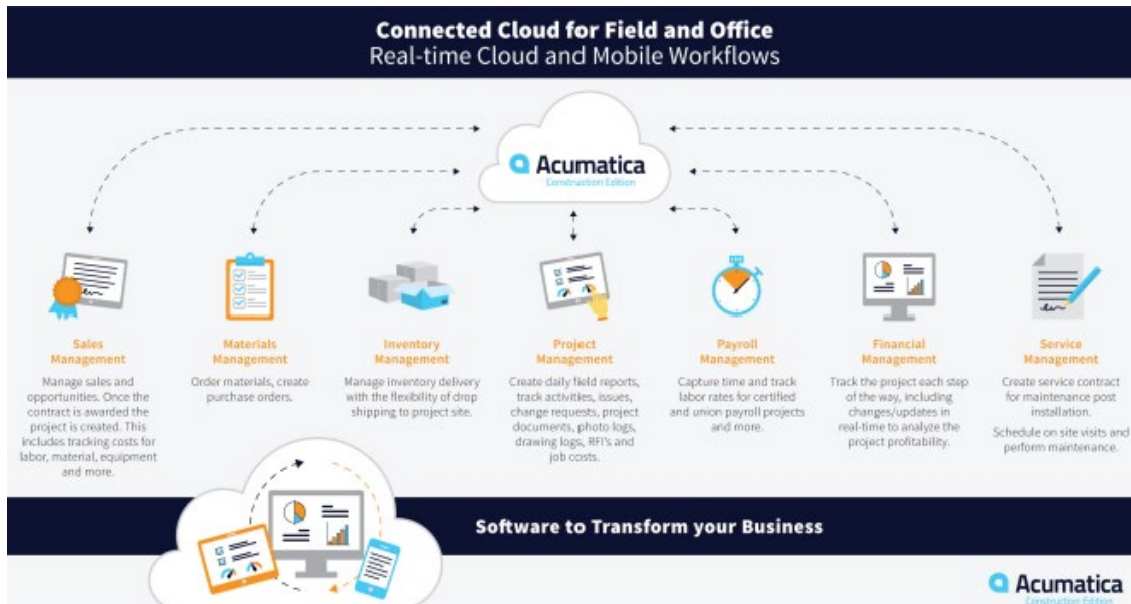 Connected Cloud for Field and Office
Real-time Cloud and Mobile Workflows
Acumatica
Construction Edition
Sales
Management
Manage sales and
opportunities. Once the
contract is awarded the
project is created. This
includes tracking costs for
labor, material, equipment
and more.
Materials
Management
Order materials, create
purchase orders.
Inventory
Management
Manage inventory delivery
with the flexibility of drop
shipping to project site.
Project
Management
Create daily field reports,
track activities, issues,
change requests, project
documents, photo logs,
drawing logs, RFI's and
job costs.
Payroll
Management
Capture time and track
labor rates for certified
and union payroll projects
and more.
Financial
Management
Track the project each step
of the way, including
changes/updates in
real-time to analyze the
project profitability.
Service
Management
Create service contract
for maintenance post
installation.
Schedule on site visits and
perform maintenance.
Software to Transform your Business
Acumatica
Construction Edition